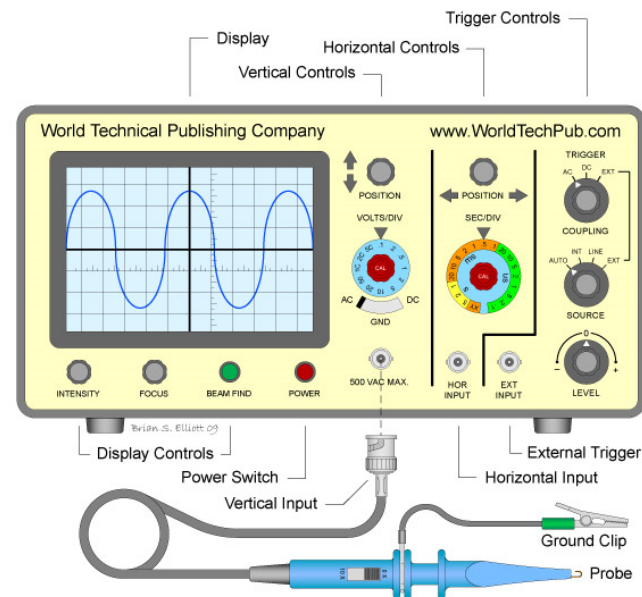 Trigger Controls
Display
Horizontal Controls
Vertical Controls
World Technical Publishing Company
www.WorldTechPub.com
TRIGGER
AC
DC
EXT
COUPLING
POSITION
POSITION
VOLTS/DIV
SEC/DIV
CAL
CAL
mS
uS
S
AC
DC
GND
AUTO
INT
LINE
EXT
SOURCE
0
-
+
LEVEL
INTENSITY
FOCUS
BEAM FIND
POWER
500 VAC MAX.
HOR
INPUT
EXT
INPUT
Brian S. Elliott 09
Display Controls
Power Switch
Vertical Input
External Trigger
Horizontal Input
Ground Clip
Probe
10 X